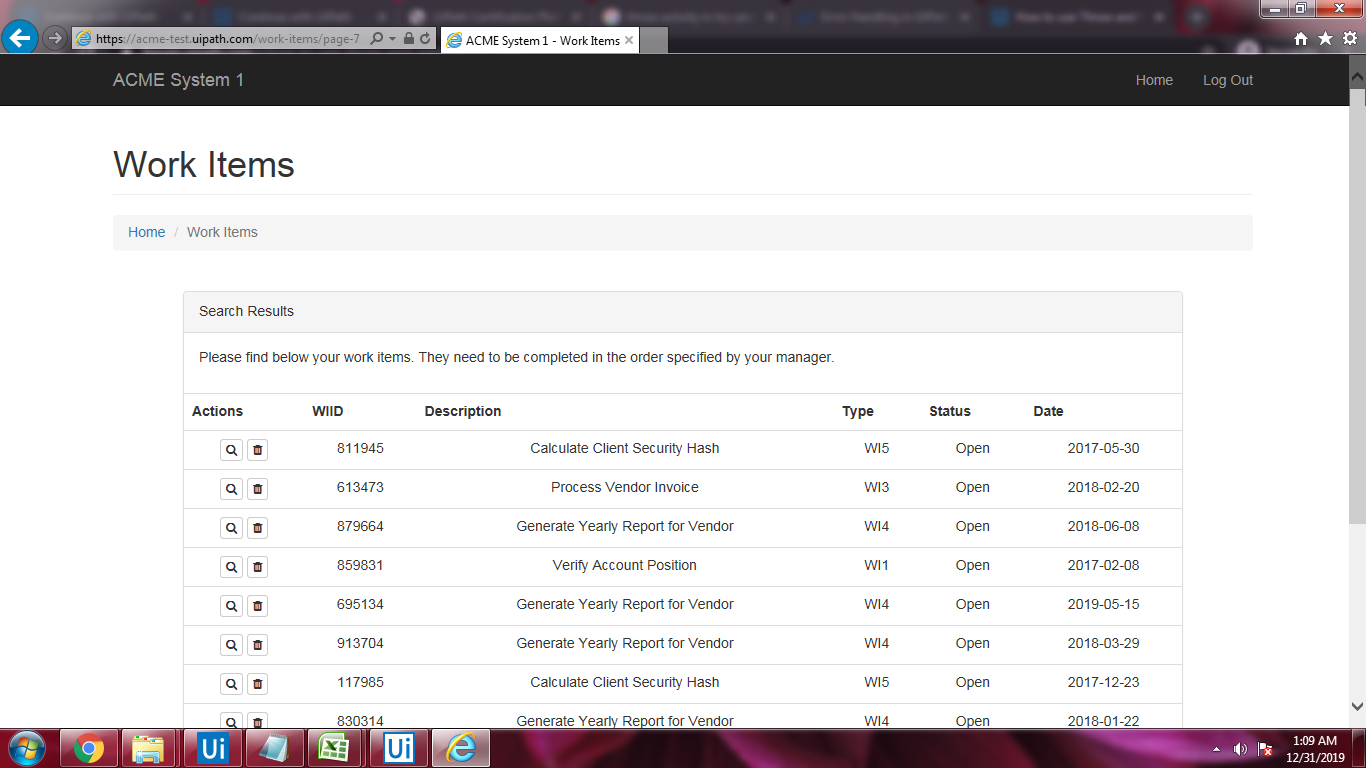 https://acme-test.uipath.com/work-items/page-7
ACME System 1 - Work Items
ACME System 1
Home
Log Out
Work Items
Home / Work Items
Search Results
Please find below your work items. They need to be completed in the order specified by your manager.
Actions WIID Description Type Status Date
811945 Calculate Client Security Hash WI5 Open 2017-05-30
613473 Process Vendor Invoice WI3 Open 2018-02-20
879664 Generate Yearly Report for Vendor WI4 Open 2018-06-08
859831 Verify Account Position WI1 Open 2017-02-08
695134 Generate Yearly Report for Vendor WI4 Open 2019-05-15
913704 Generate Yearly Report for Vendor WI4 Open 2018-03-29
117985 Calculate Client Security Hash WI5 Open 2017-12-23
830314 Generate Yearly Report for Vendor WI4 Open 2018-01-22
Ui
Ui
1:09 AM
12/31/2019